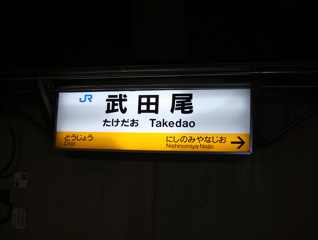 JR 武田尾
たけだお Takedao
どうじょう にしのみやなじお
Dōjō Nishinomiya-Najio